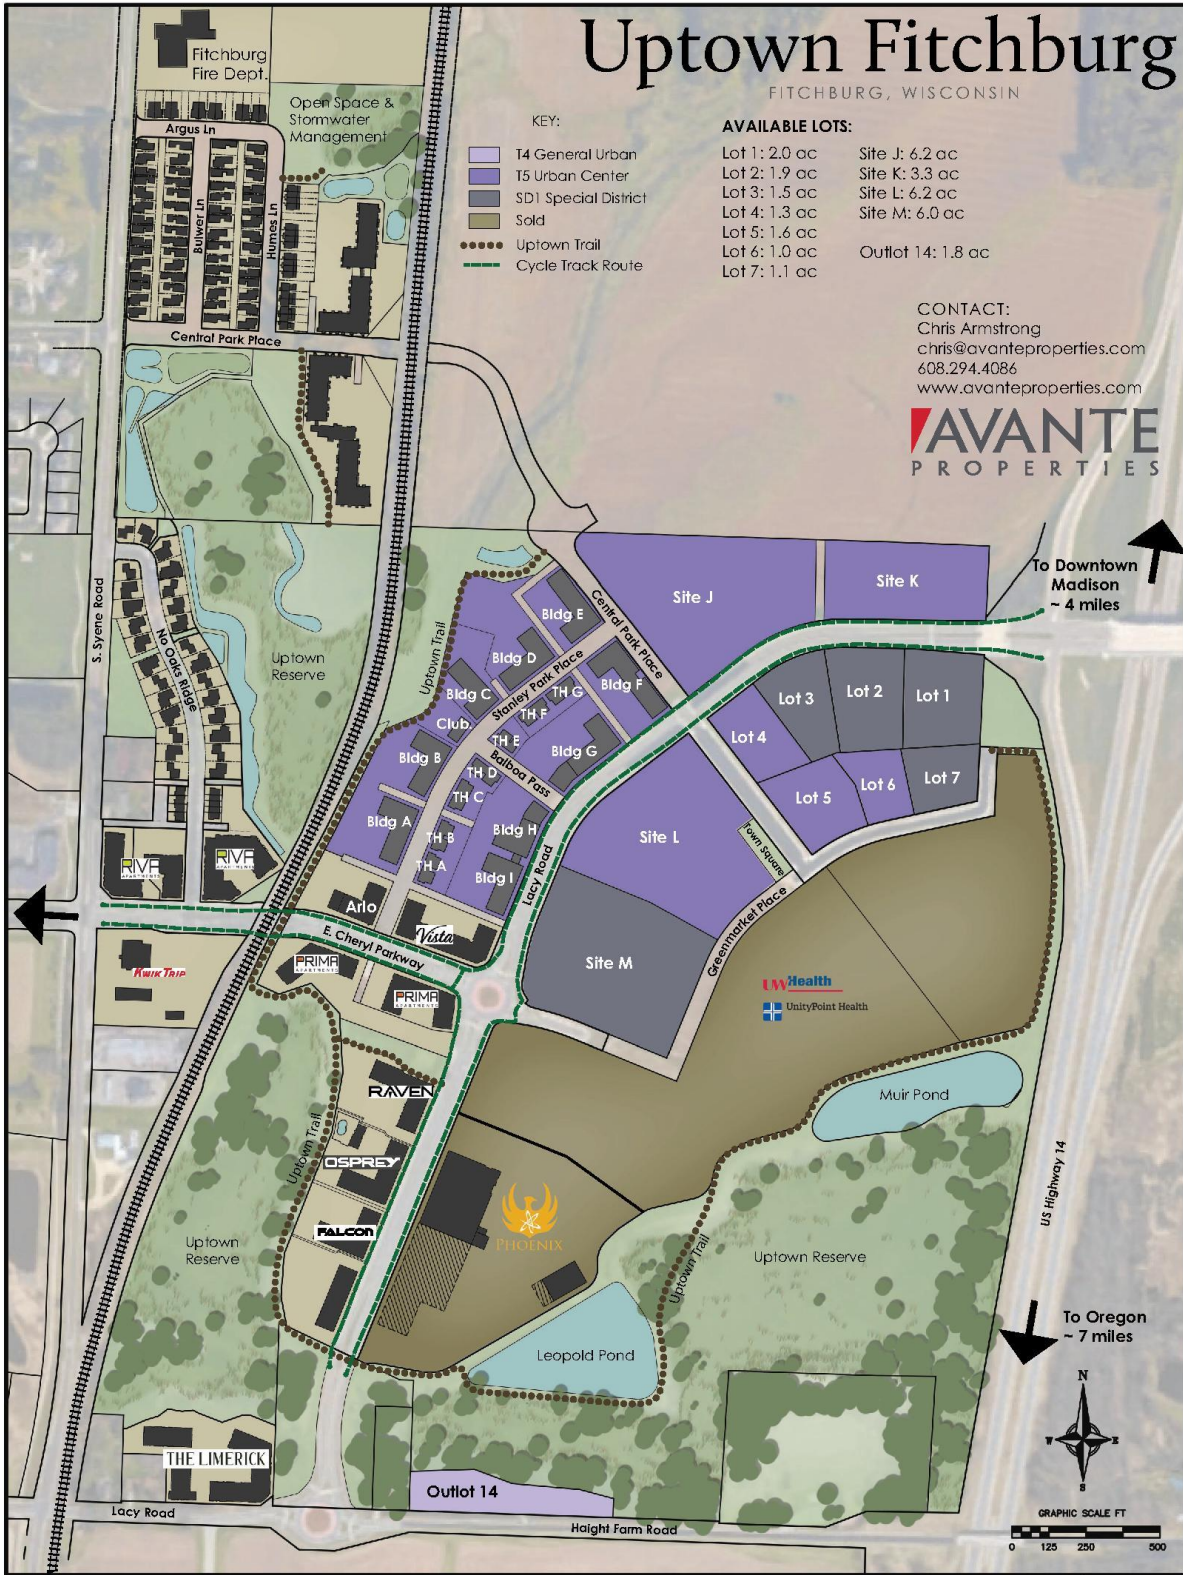 Uptown Fitchburg
FITCHBURG, WISCONSIN
KEY:
T4 General Urban
T5 Urban Center
SD1 Special District
Sold
Uptown Trail
Cycle Track Route
AVAILABLE LOTS:
Lot 1: 2.0 ac
Lot 2: 1.9 ac
Lot 3: 1.5 ac
Lot 4: 1.3 ac
Lot 5: 1.6 ac
Lot 6: 1.0 ac
Lot 7: 1.1 ac
Site J: 6.2 ac
Site K: 3.3 ac
Site L: 6.2 ac
Site M: 6.0 ac
Outlot 14: 1.8 ac
CONTACT:
Chris Armstrong
chris@avanteproperties.com
608.294.4086
www.avanteproperties.com
AVANTE
PROPERTIES
Fitchburg
Fire Dept.
Open Space &
Stormwater
Management
Argus Ln
Bulwer Ln
Humes Ln
Central Park Place
S. Syene Road
No Oaks Ridge
Uptown
Reserve
Uptown Trail
To Downtown
Madison
~ 4 miles
Site J
Site K
Central Park Place
Bldg E
Bldg D
Stanley Park Place
Bldg F
Bldg C
TH G
TH F
Club.
TH E
Bldg G
Bldg B
Balboa Pass
TH D
TH C
Bldg A
TH B
Bldg H
TH A
Bldg I
Lot 3
Lot 2
Lot 1
Lot 4
Lot 7
Lot 6
Lot 5
Site L
Town Square
Lacy Road
Greenmarket Place
Site M
RIVA
APARTMENTS
RIVA
APARTMENTS
Arlo
Vista
E. Cheryl Parkway
KWIK TRIP
PRIMA
APARTMENTS
PRIMA
APARTMENTS
UWHealth
UnityPoint Health
RAVEN
Muir Pond
Uptown Trail
OSPREY
FALCON
PHOENIX
Uptown
Reserve
Uptown Trail
Uptown Reserve
US Highway 14
To Oregon
~ 7 miles
Leopold Pond
THE LIMERICK
Outlot 14
Lacy Road
Haight Farm Road
N
W
E
S
GRAPHIC SCALE FT
0 125 250 500